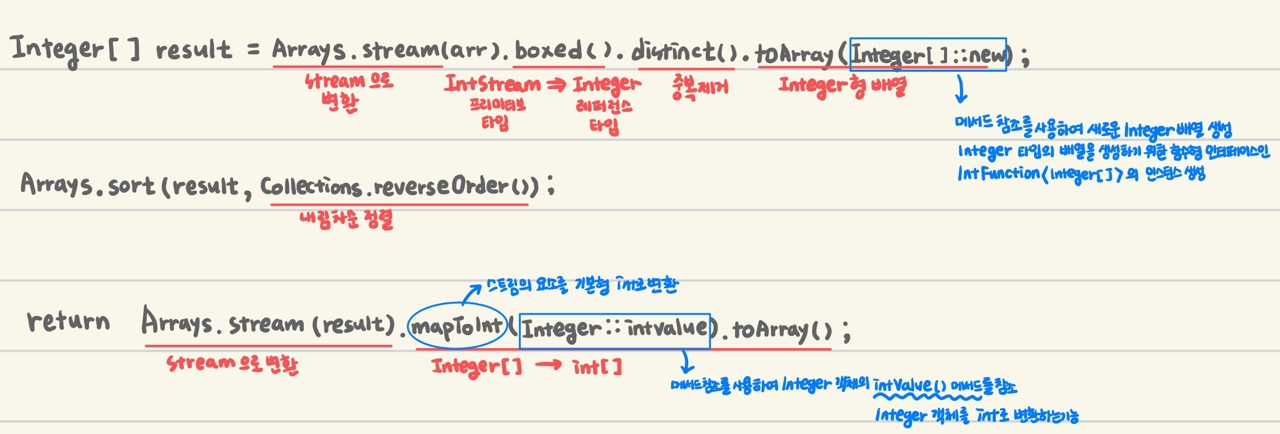 Integer[] result = Arrays.stream(arr).boxed().distinct().toArray(Integer[]::new);
stream으로
변환
IntStream ⇒ Integer
프리미티브
타입
레퍼런스
타입
중복제거
Integer형 배열
메서드 참조를 사용하여 새로운 Integer 배열 생성
Integer 타입의 배열을 생성하기 위한 함수형 인터페이스인
IntFunction<Integer[]>의 인스턴스 생성
Arrays.sort(result, Collections.reverseOrder());
내림차순 정렬
스트림의 요소를 기본형 int로 변환
return Arrays.stream(result).mapToInt(Integer::intvalue).toArray();
stream으로 변환
Integer[] → int[]
메서드참조를 사용하여 Integer 객체의 intValue() 메서드를 참조
Integer 객체를 int로 변환하는 기능